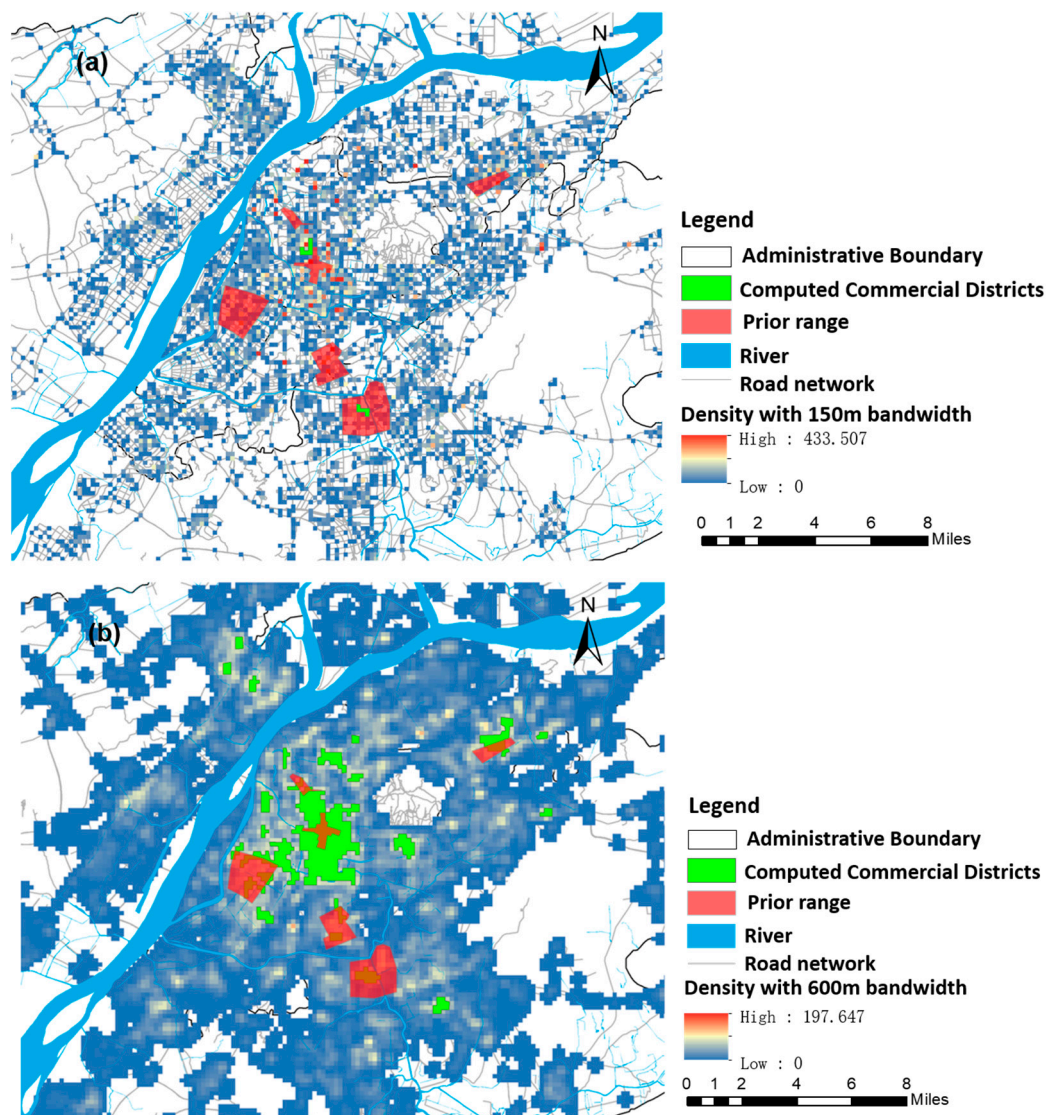 (a)
N
Legend
Administrative Boundary
Computed Commercial Districts
Prior range
River
Road network
Density with 150m bandwidth
High : 433.507
Low : 0
0 1 2 4 6 8 Miles
(b)
N
Legend
Administrative Boundary
Computed Commercial Districts
Prior range
River
Road network
Density with 600m bandwidth
High : 197.647
Low : 0
0 1 2 4 6 8
Miles